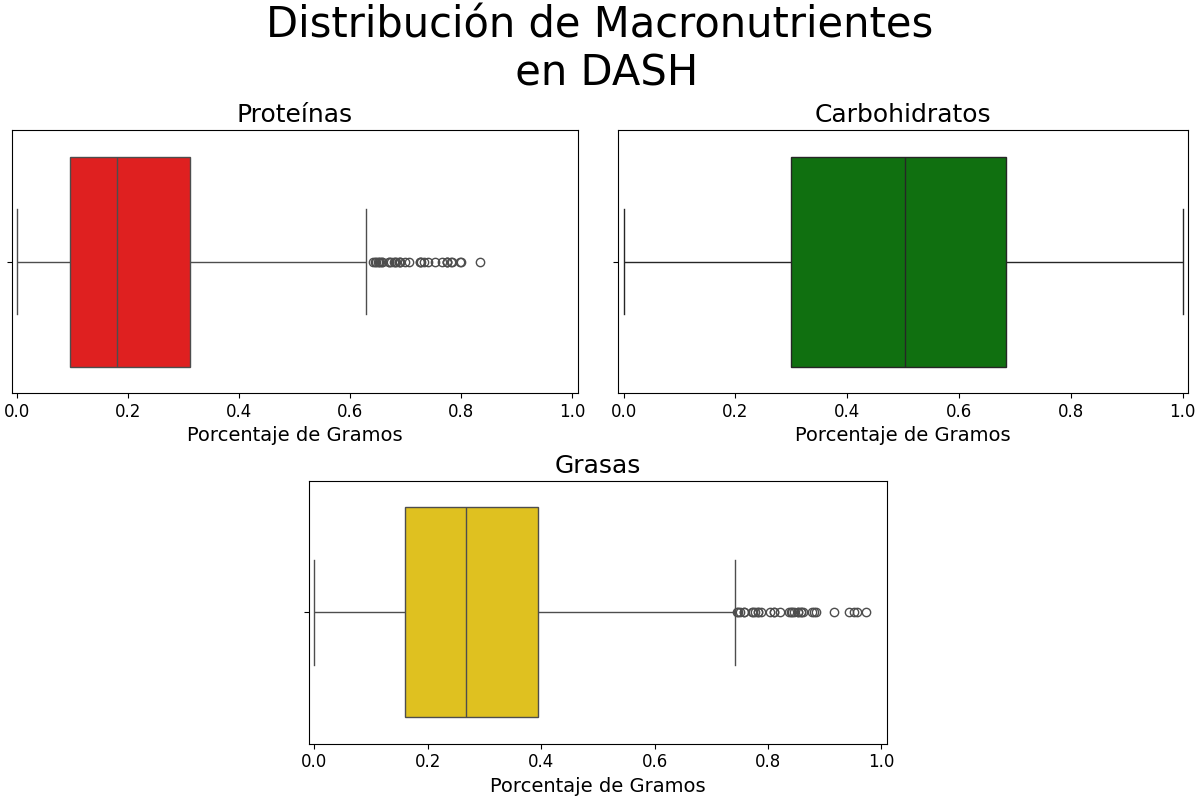 Distribución de Macronutrientes
en DASH
Proteínas
0.0 0.2 0.4 0.6 0.8 1.0
Porcentaje de Gramos
Carbohidratos
0.0 0.2 0.4 0.6 0.8 1.0
Porcentaje de Gramos
Grasas
0.0 0.2 0.4 0.6 0.8 1.0
Porcentaje de Gramos